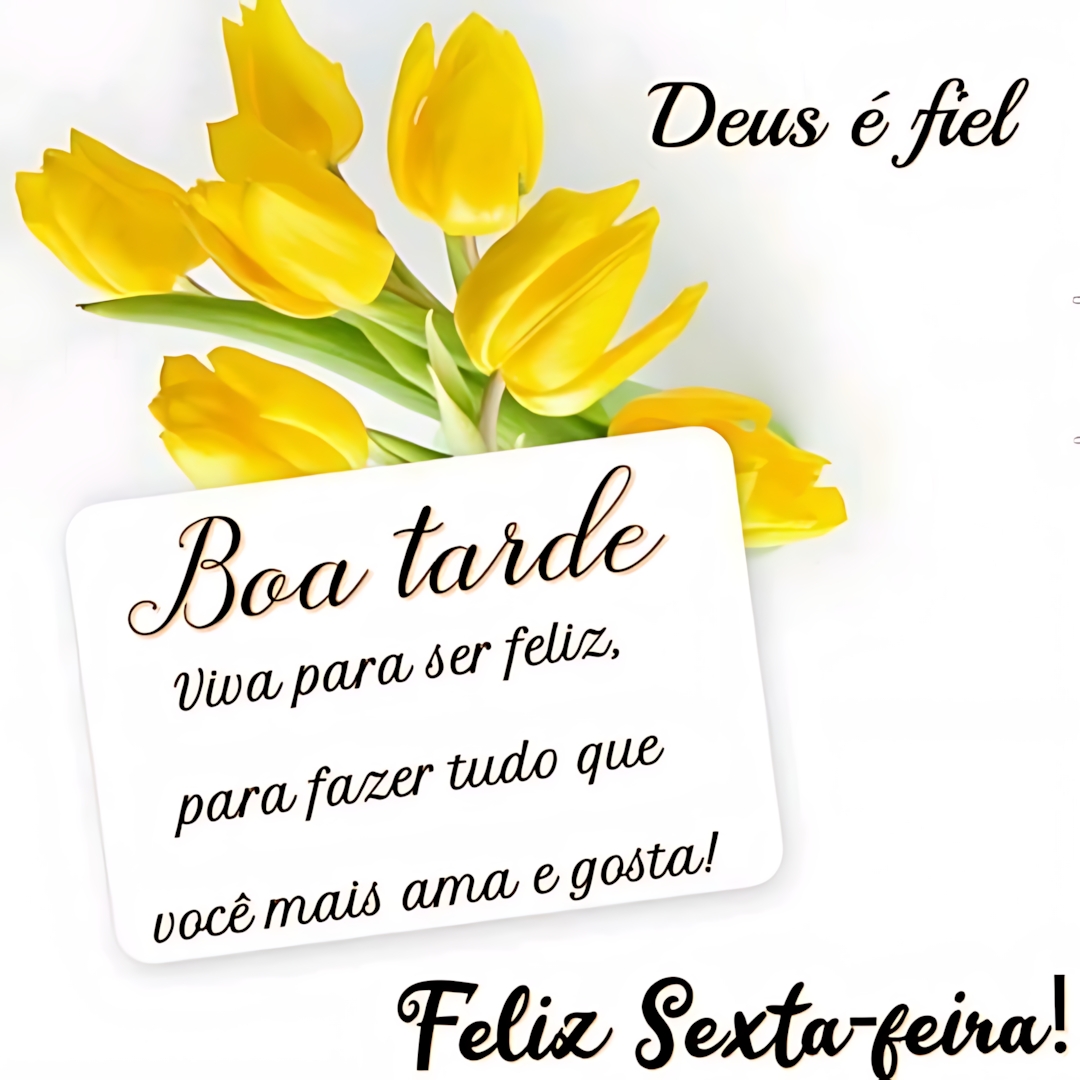 Deus é fiel
Boa tarde
Viva para ser feliz,
para fazer tudo que
você mais ama e gosta!
Feliz Sexta-feira!